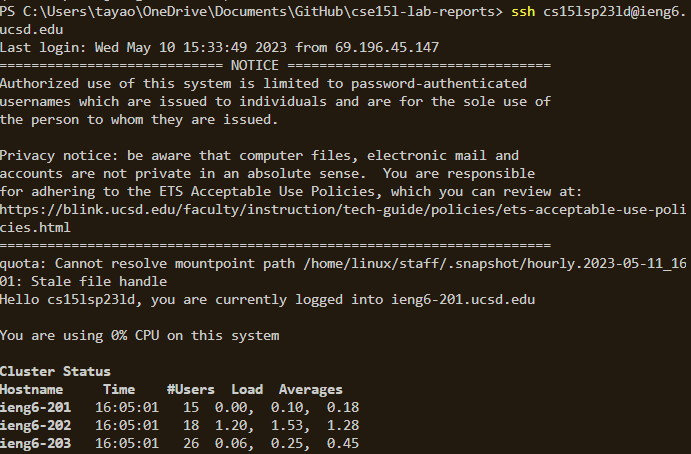 PS C:\Users\tayao\OneDrive\Documents\GitHub\cse15l-lab-reports> ssh cs15lsp23ld@ieng6.
ucsd.edu
Last login: Wed May 10 15:33:49 2023 from 69.196.45.147
============================ NOTICE =================================
Authorized use of this system is limited to password-authenticated
usernames which are issued to individuals and are for the sole use of
the person to whom they are issued.

Privacy notice: be aware that computer files, electronic mail and
accounts are not private in an absolute sense.  You are responsible
for adhering to the ETS Acceptable Use Policies, which you can review at:
https://blink.ucsd.edu/faculty/instruction/tech-guide/policies/ets-acceptable-use-poli
cies.html
=====================================================================
quota: Cannot resolve mountpoint path /home/linux/staff/.snapshot/hourly.2023-05-11_16
01: Stale file handle
Hello cs15lsp23ld, you are currently logged into ieng6-201.ucsd.edu

You are using 0% CPU on this system

Cluster Status
Hostname     Time    #Users  Load  Averages
ieng6-201   16:05:01   15  0.00,  0.10,  0.18
ieng6-202   16:05:01   18  1.20,  1.53,  1.28
ieng6-203   16:05:01   26  0.06,  0.25,  0.45